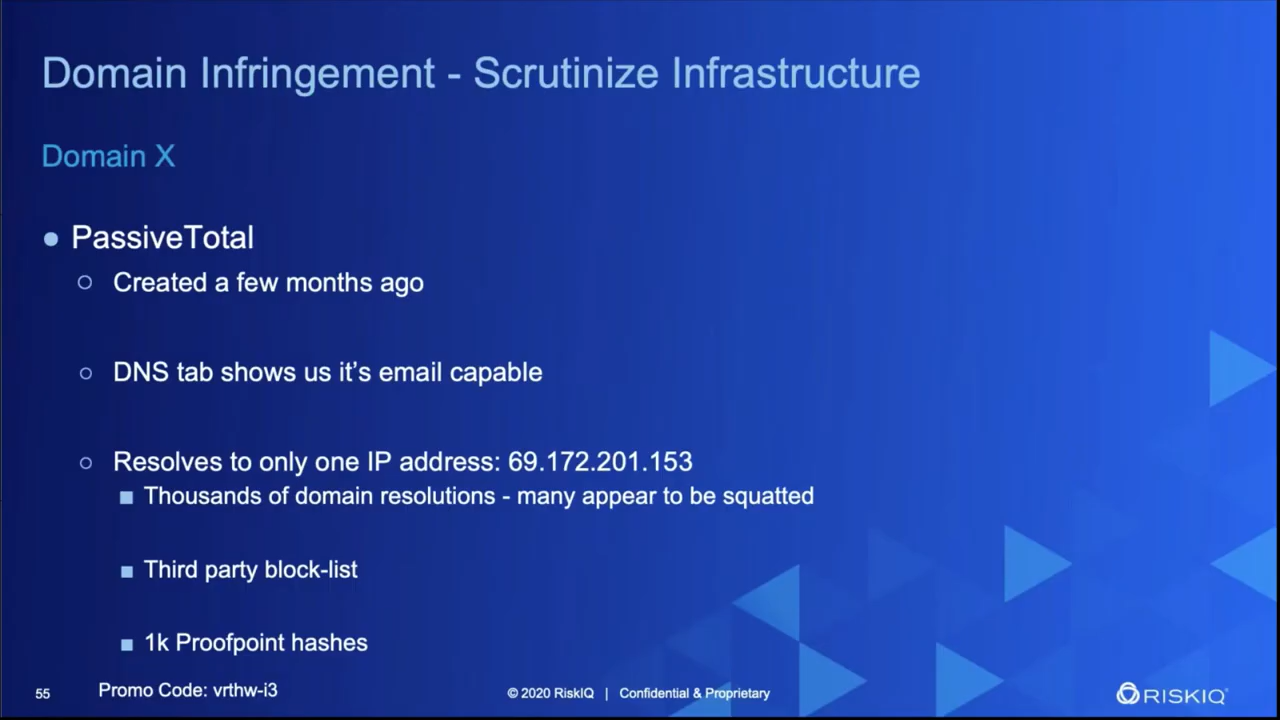 Domain Infringement - Scrutinize Infrastructure
Domain X
● PassiveTotal
○ Created a few months ago
○ DNS tab shows us it’s email capable
○ Resolves to only one IP address: 69.172.201.153
■ Thousands of domain resolutions - many appear to be squatted
■ Third party block-list
■ 1k Proofpoint hashes
55 Promo Code: vrthw-i3 © 2020 RiskIQ | Confidential & Proprietary RISKIQ